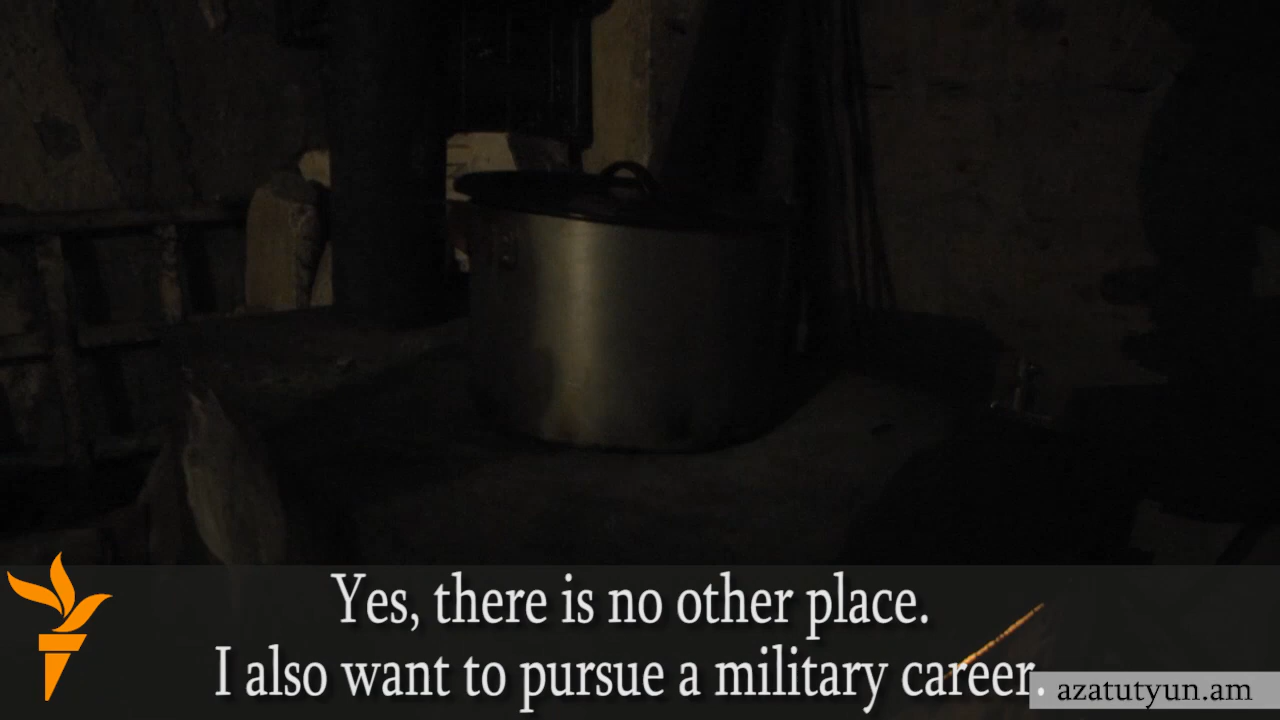 Yes, there is no other place.
I also want to pursue a military career.
azatutyun.am